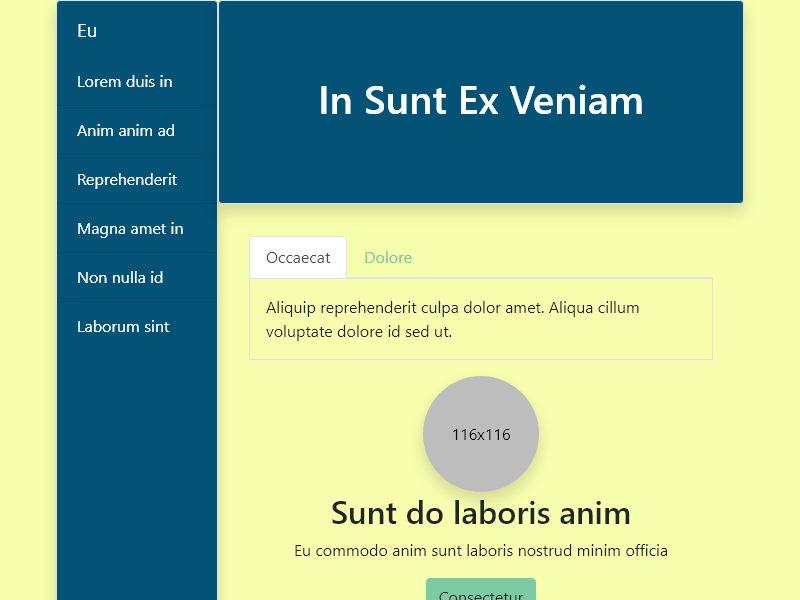 Eu
Lorem duis in
Anim anim ad
Reprehenderit
Magna amet in
Non nulla id
Laborum sint
In Sunt Ex Veniam
Occaecat
Dolore
Aliquip reprehenderit culpa dolor amet. Aliqua cillum
voluptate dolore id sed ut.
116x116
Sunt do laboris anim
Eu commodo anim sunt laboris nostrud minim officia
Consectetur